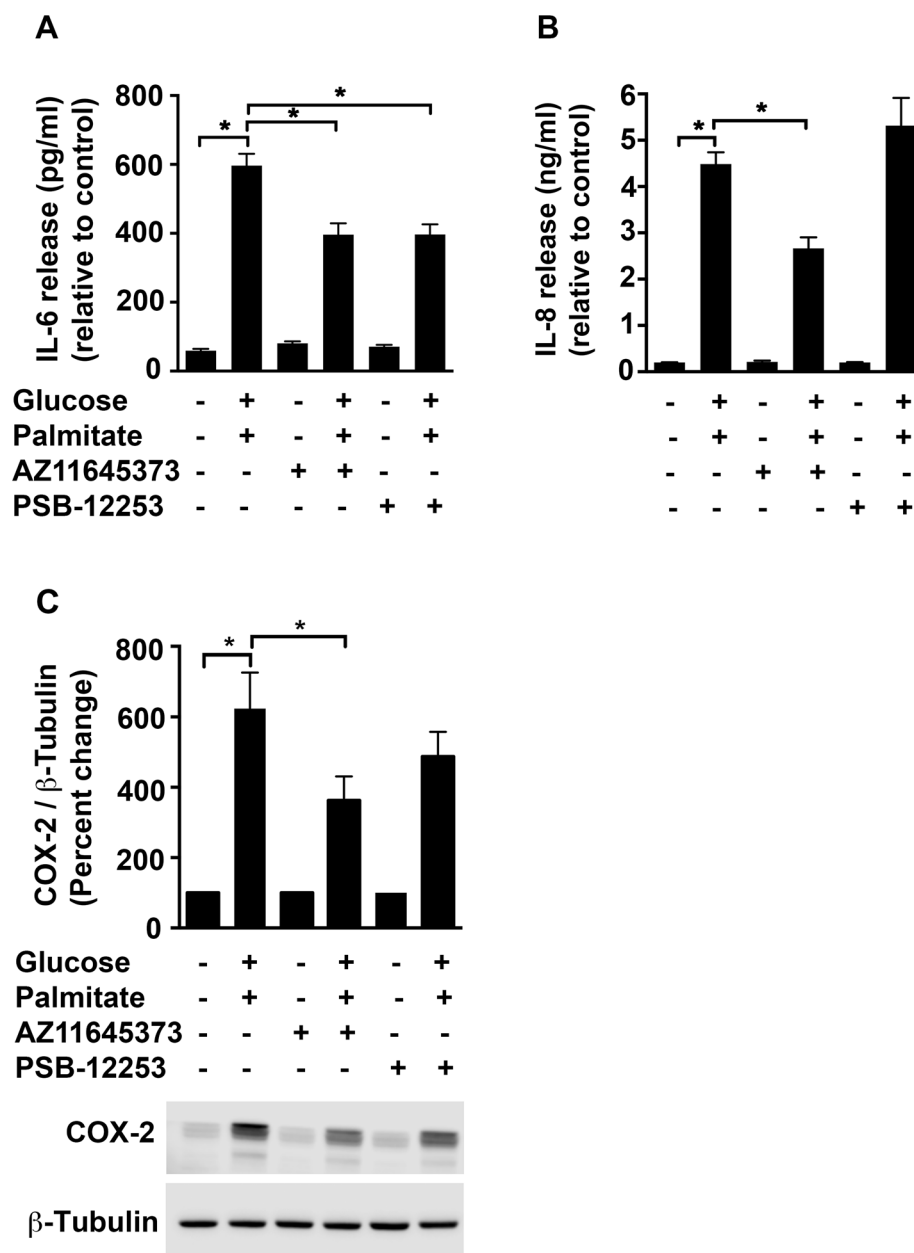 A
IL-6 release (pg/ml)
(relative to control)
800
600
400
200
0
* * *
Glucose - + - + - +
Palmitate - + - + - +
AZ11645373 - - + + - -
PSB-12253 - - - - + +
B
IL-8 release (ng/ml)
(relative to control)
6
5
4
3
2
1
0
* *
- + - + - +
- + - + - +
- - + + - -
- - - - + +
C
COX-2 / β-Tubulin
(Percent change)
800
600
400
200
0
* *
Glucose - + - + - +
Palmitate - + - + - +
AZ11645373 - - + + - -
PSB-12253 - - - - + +
COX-2
β-Tubulin